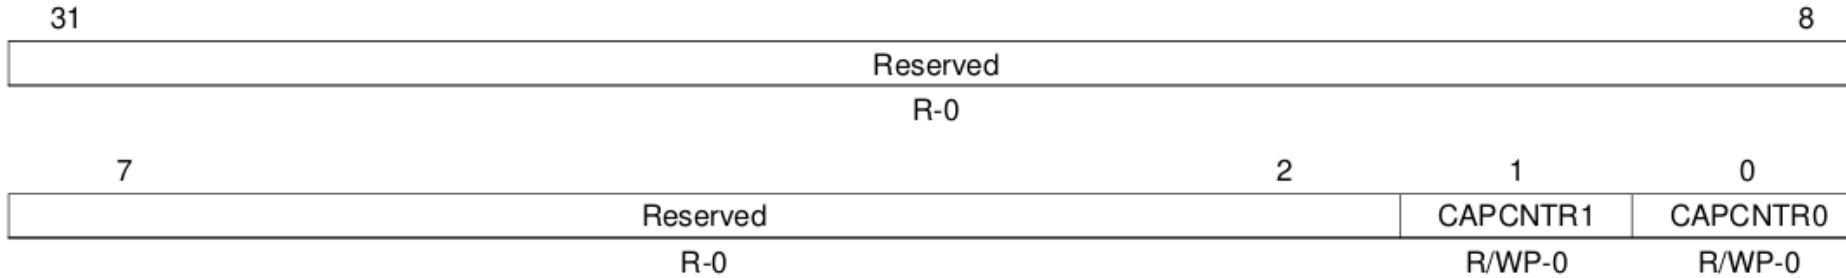 31 8
Reserved
R-0
7 2 1 0
Reserved CAPCNTR1 CAPCNTR0
R-0 R/WP-0 R/WP-0